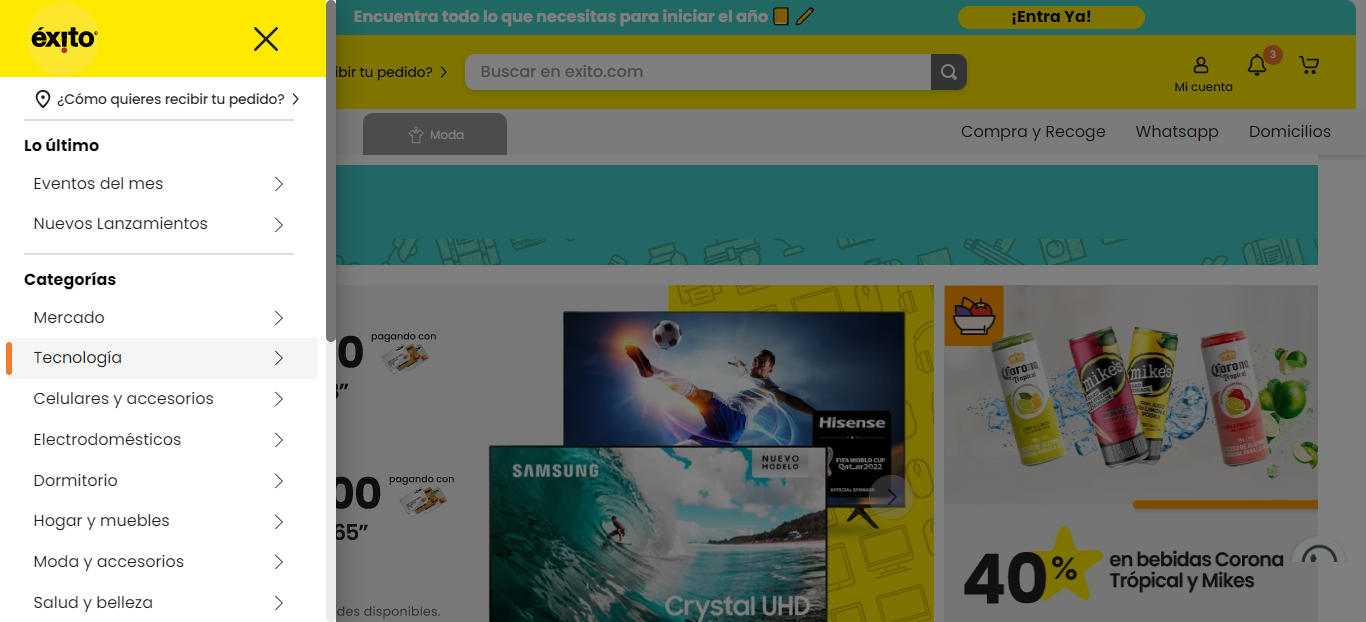 éxito
Encuentra todo lo que necesitas para iniciar el año
¡Entra Ya!
ibir tu pedido?
Buscar en exito.com
Mi cuenta
3
¿Cómo quieres recibir tu pedido?
Moda
Compra y Recoge
Whatsapp
Domicilios
Lo último
Eventos del mes
Nuevos Lanzamientos
Categorías
Mercado
Tecnología
Celulares y accesorios
Electrodomésticos
Dormitorio
Hogar y muebles
Moda y accesorios
Salud y belleza
0
pagando con
00
pagando con
65”
des disponibles.
Hisense
FIFA WORLD CUP
Qatar2022
OFFICIAL SPONSOR
SAMSUNG
NUEVO
MODELO
Crystal UHD
Corona
Tropical
mike's
HARD
LEMONADE
mike's
Corona
Tropical
40%
en bebidas Corona
Trópical y Mikes